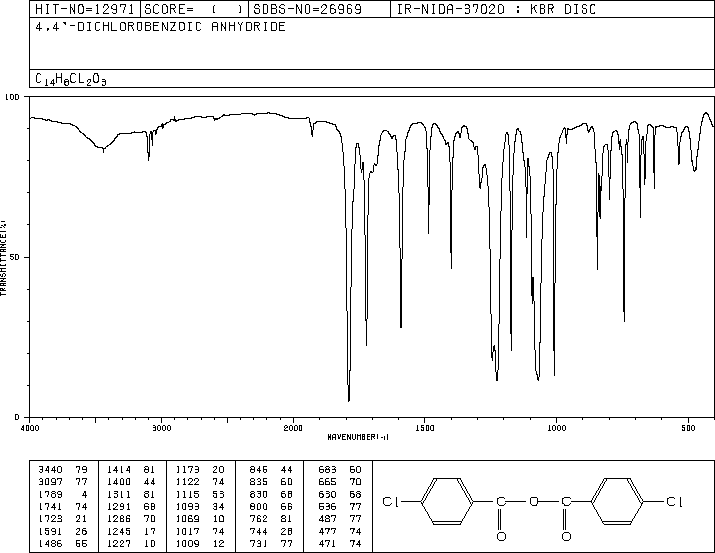 HIT-NO=12971 SCORE= ( ) SDBS-NO=26969 IR-NIDA-37020 : KBR DISC
4,4'-DICHLOROBENZOIC ANHYDRIDE
C14H8CL2O3
100
50
0
TRANSMITTANCE(%)
4000 3000 2000 1500 1000 500
WAVENUMBER(-1)
3440 79 1414 81 1173 20 846 44 683 60
3097 77 1400 44 1122 74 835 60 665 70
1789 4 1311 81 1115 53 830 68 630 68
1741 74 1291 68 1093 34 800 66 536 77
1723 21 1266 70 1069 10 762 81 487 77
1591 26 1245 17 1017 74 744 28 477 74
1486 55 1227 10 1009 12 731 77 471 74
Cl C O C Cl
O O